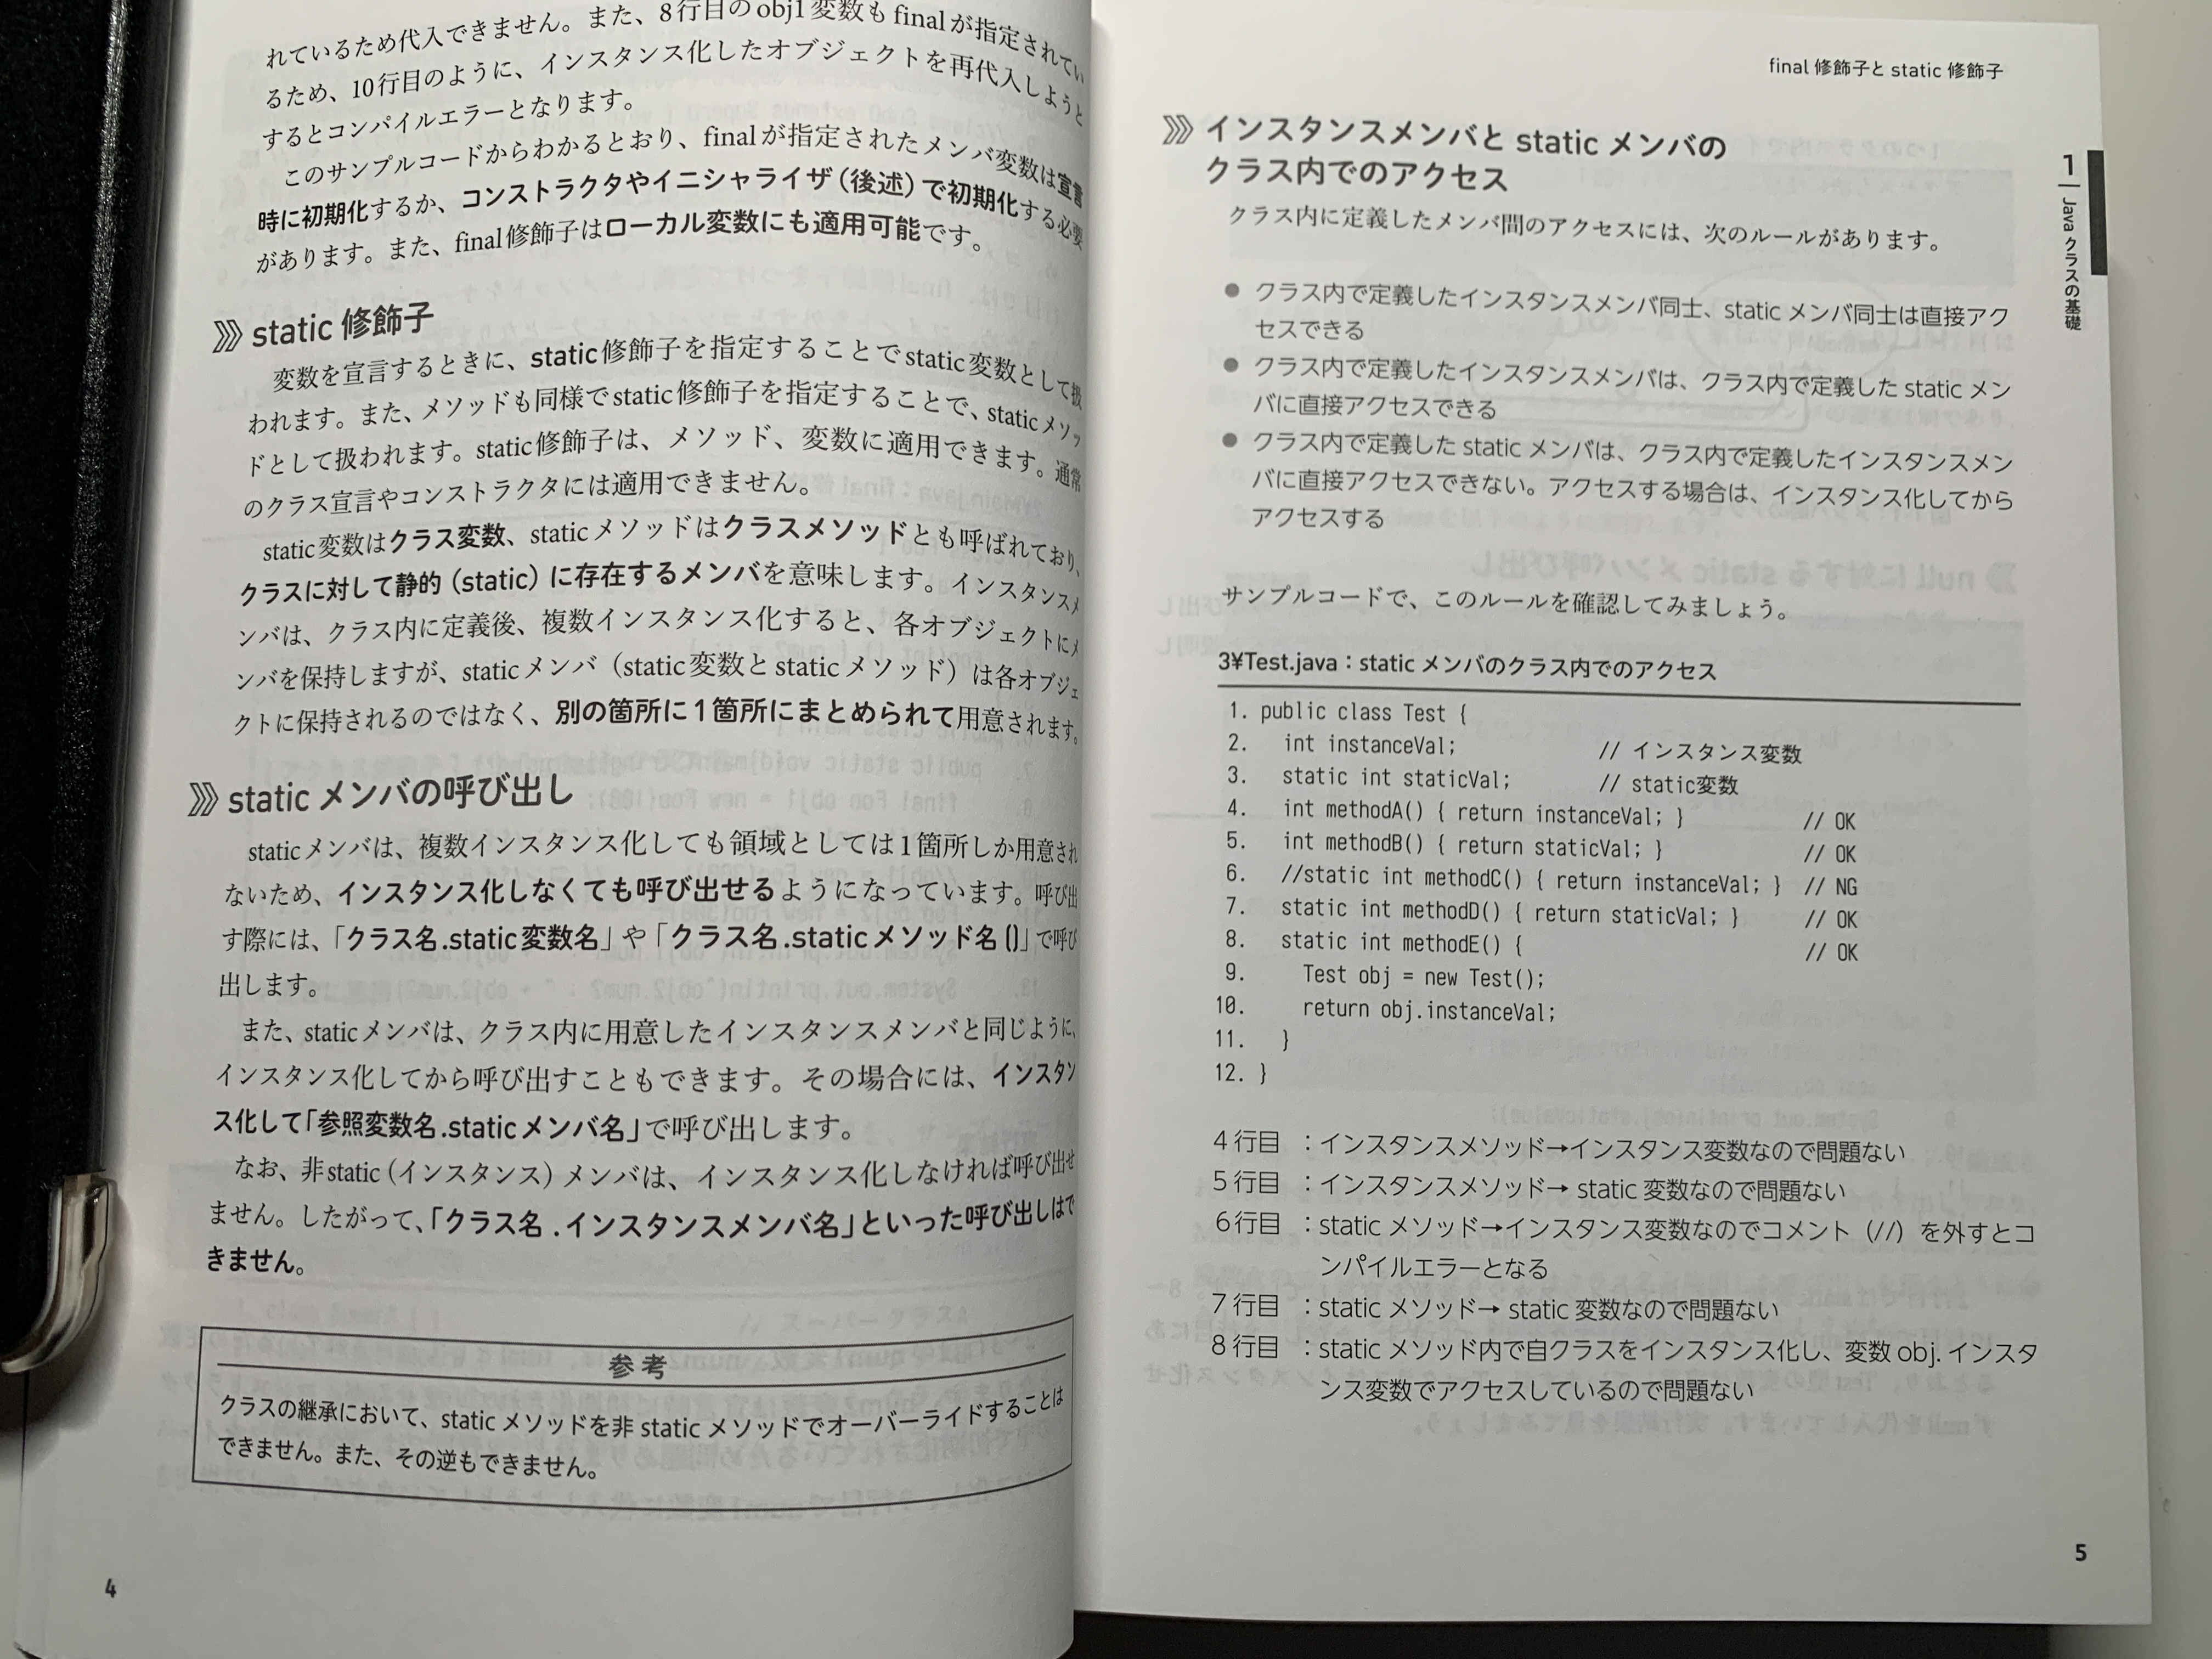 れているため代入できません。また、8行目のobj1変数もfinalが指定されてい
るため、10行目のように、インスタンス化したオブジェクトを再代入しようと
するとコンパイルエラーとなります。
このサンプルコードからわかるとおり、finalが指定されたメンバ変数は宣言
時に初期化するか、コンストラクタやイニシャライザ(後述)で初期化する必要
があります。また、final修飾子はローカル変数にも適用可能です。
static 修飾子
変数を宣言するときに、static修飾子を指定することでstatic変数として扱
われます。また、メソッドも同様でstatic修飾子を指定することで、staticメソッ
ドとして扱われます。static修飾子は、メソッド、変数に適用できます。通常
のクラス宣言やコンストラクタには適用できません。
static変数はクラス変数、staticメソッドはクラスメソッドとも呼ばれており、
クラスに対して静的(static)に存在するメンバを意味します。インスタンスメ
ンバは、クラス内に定義後、複数インスタンス化すると、各オブジェクトにメ
ンバを保持しますが、staticメンバ(static変数とstaticメソッド)は各オブジェ
クトに保持されるのではなく、別の箇所に1箇所にまとめられて用意されます。
static メンバの呼び出し
staticメンバは、複数インスタンス化しても領域としては1箇所しか用意され
ないため、インスタンス化しなくても呼び出せるようになっています。呼び出
す際には、「クラス名.static変数名」や「クラス名.staticメソッド名()」で呼び
出します。
また、staticメンバは、クラス内に用意したインスタンスメンバと同じように、
インスタンス化してから呼び出すこともできます。その場合には、インスタン
ス化して「参照変数名.staticメンバ名」で呼び出します。
なお、非static(インスタンス)メンバは、インスタンス化しなければ呼び出せ
ません。したがって、「クラス名 .インスタンスメンバ名」といった呼び出しはで
きません。
参考
クラスの継承において、static メソッドを非 static メソッドでオーバーライドすることは
できません。また、その逆もできません。
4
final 修飾子と static 修飾子
1 Java クラスの基礎
インスタンスメンバと static メンバの
クラス内でのアクセス
クラス内に定義したメンバ間のアクセスには、次のルールがあります。
● クラス内で定義したインスタンスメンバ同士、static メンバ同士は直接アク
セスできる
● クラス内で定義したインスタンスメンバは、クラス内で定義した static メン
バに直接アクセスできる
● クラス内で定義した static メンバは、クラス内で定義したインスタンスメン
バに直接アクセスできない。アクセスする場合は、インスタンス化してから
アクセスする
サンプルコードで、このルールを確認してみましょう。
3¥Test.java:static メンバのクラス内でのアクセス
1. public class Test {
2. int instanceVal; // インスタンス変数
3. static int staticVal; // static変数
4. int methodA() { return instanceVal; } // OK
5. int methodB() { return staticVal; } // OK
6. //static int methodC() { return instanceVal; } // NG
7. static int methodD() { return staticVal; } // OK
8. static int methodE() { // OK
9. Test obj = new Test();
10. return obj.instanceVal;
11. }
12. }
4行目 :インスタンスメソッド→インスタンス変数なので問題ない
5行目 :インスタンスメソッド→ static 変数なので問題ない
6行目 :static メソッド→インスタンス変数なのでコメント(//)を外すとコ
ンパイルエラーとなる
7行目 :static メソッド→ static 変数なので問題ない
8行目 :static メソッド内で自クラスをインスタンス化し、変数 obj. インスタ
ンス変数でアクセスしているので問題ない
5